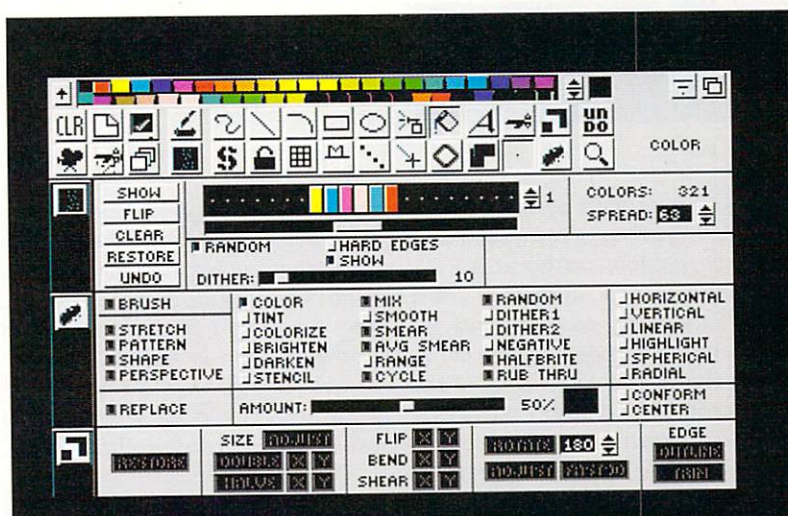 CLR
UN
DO
COLOR
SHOW
FLIP
CLEAR
RESTORE
UNDO
1
COLORS: 321
SPREAD: 63
RANDOM
HARD EDGES
SHOW
DITHER:
10
BRUSH
STRETCH
PATTERN
SHAPE
PERSPECTIVE
REPLACE
COLOR
TINT
COLORIZE
BRIGHTEN
DARKEN
STENCIL
MIX
SMOOTH
SMEAR
AVG SMEAR
RANGE
CYCLE
RANDOM
DITHER1
DITHER2
NEGATIVE
HALFBRITE
RUB THRU
HORIZONTAL
VERTICAL
LINEAR
HIGHLIGHT
SPHERICAL
RADIAL
AMOUNT:
50%
CONFORM
CENTER
RESTORE
SIZE ADJUST
DOUBLE X Y
HALVE X Y
FLIP X Y
BEND X Y
SHEAR X Y
ROTATE 180
ADJUST FAST90
EDGE
OUTLINE
TRIM